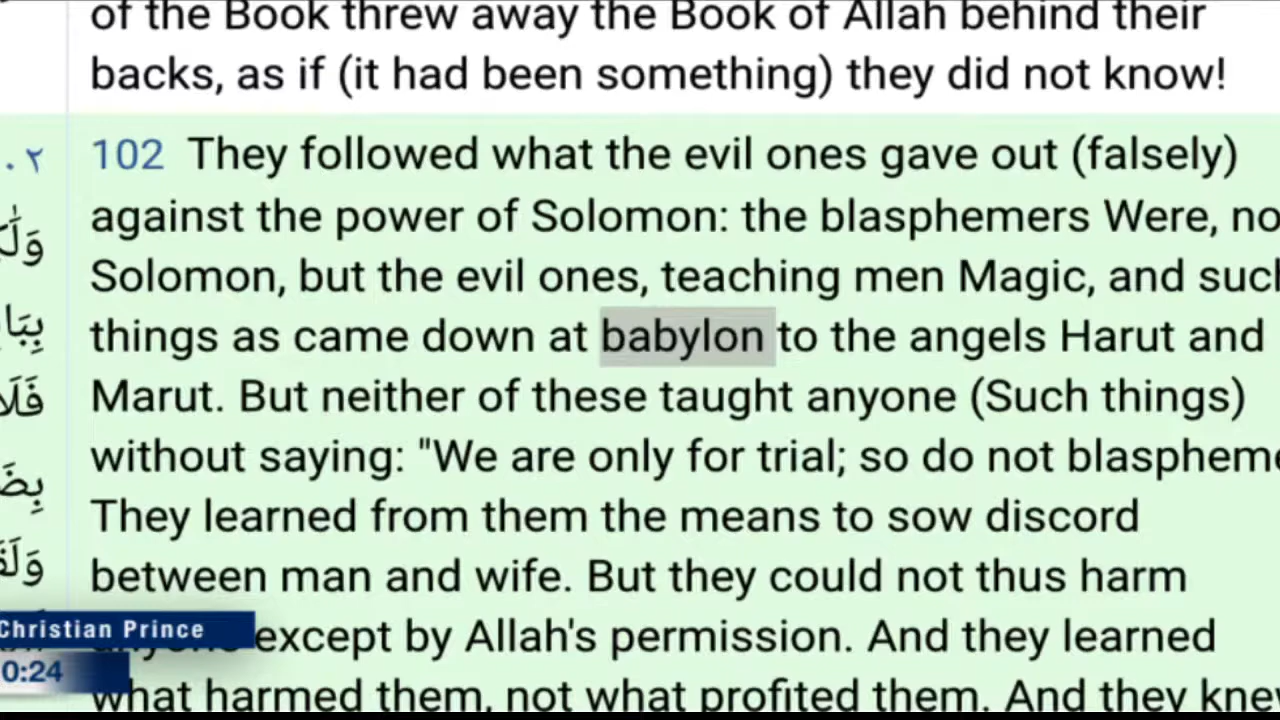 of the Book threw away the Book of Allah behind their
backs, as if (it had been something) they did not know!
102 They followed what the evil ones gave out (falsely)
against the power of Solomon: the blasphemers Were, no
Solomon, but the evil ones, teaching men Magic, and such
things as came down at babylon to the angels Harut and
Marut. But neither of these taught anyone (Such things)
without saying: "We are only for trial; so do not blaspheme
They learned from them the means to sow discord
between man and wife. But they could not thus harm
anyone except by Allah's permission. And they learned
what harmed them, not what profited them. And they knew
Christian Prince
0:24